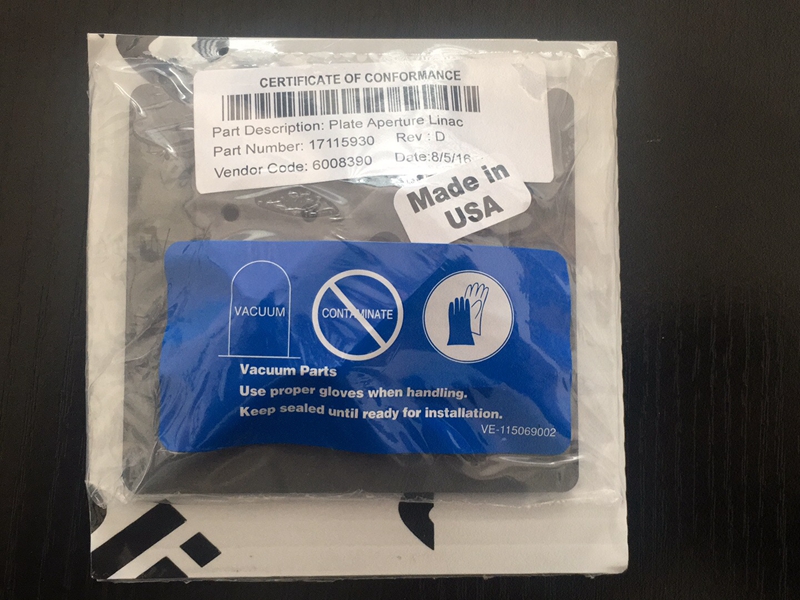 CERTIFICATE OF CONFORMANCE
Part Description: Plate Aperture Linac
Part Number: 17115930 Rev : D
Vendor Code: 6008390 Date:8/5/16
Made in
USA
VACUUM
CONTAMINATE
Vacuum Parts
Use proper gloves when handling.
Keep sealed until ready for installation.
VE-115069002